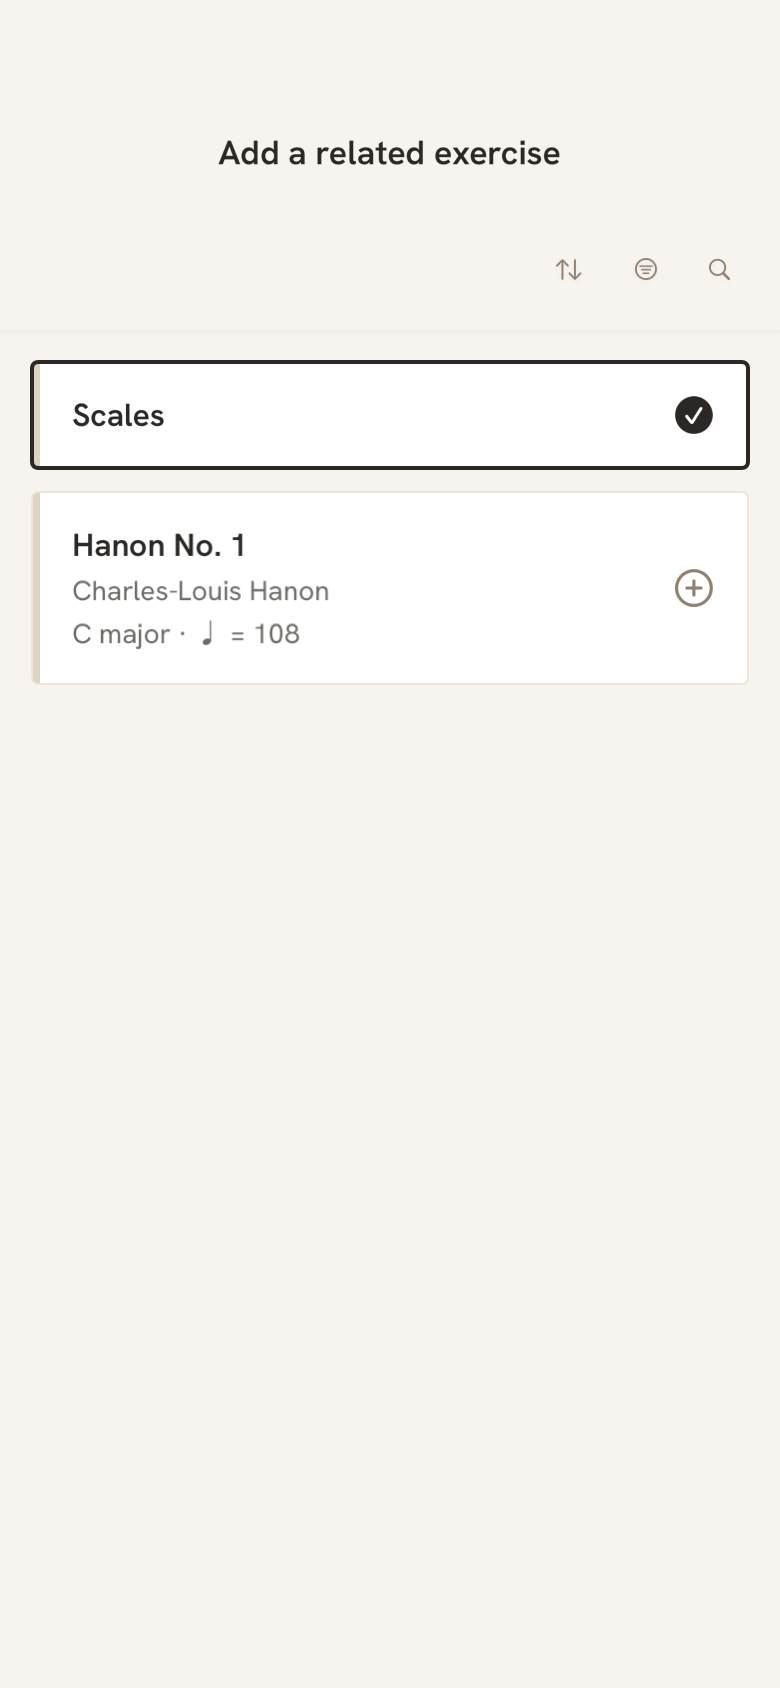 Add a related exercise
Scales
Hanon No. 1
Charles-Louis Hanon
C major · ♩ = 108